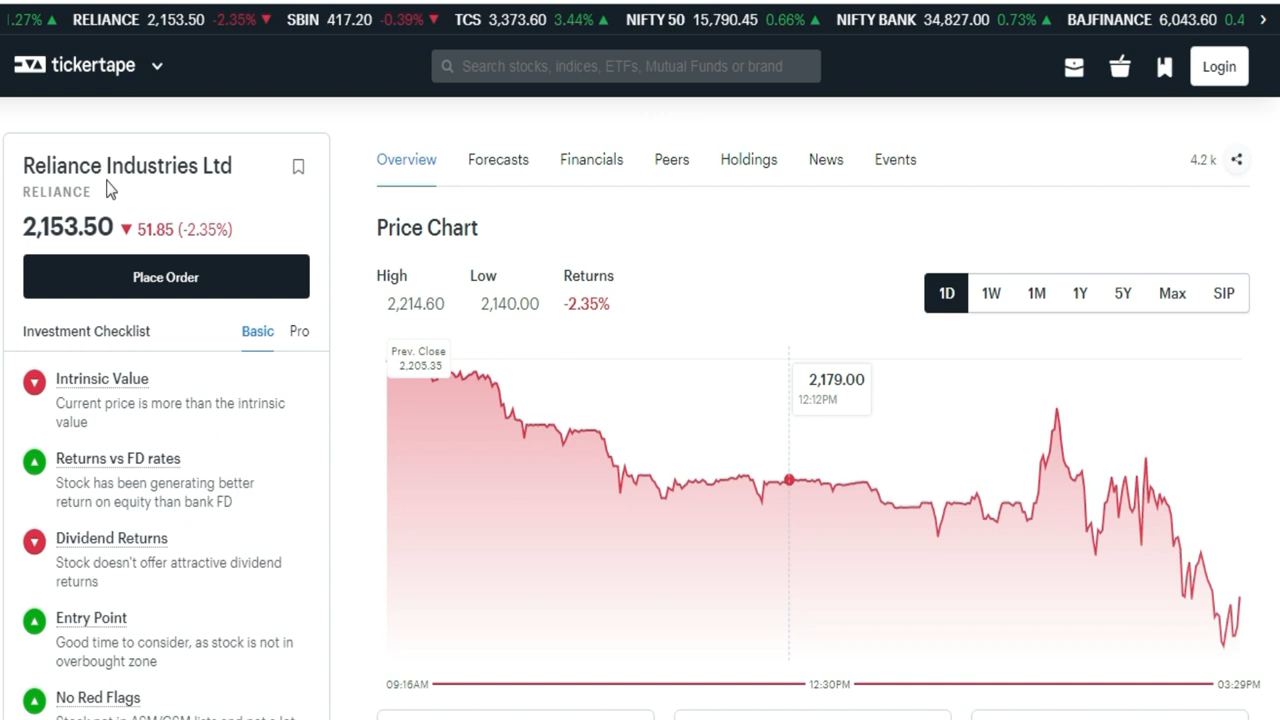 .27% ▲ RELIANCE 2,153.50 -2.35% ▼ SBIN 417.20 -0.39% ▼ TCS 3,373.60 3.44% ▲ NIFTY 50 15,790.45 0.66% ▲ NIFTY BANK 34,827.00 0.73% ▲ BAJFINANCE 6,043.60 0.4
tickertape
Search stocks, indices, ETFs, Mutual Funds or brand
Login
Reliance Industries Ltd
RELIANCE
2,153.50 ▼ 51.85 (-2.35%)
Place Order
Investment Checklist Basic Pro
Intrinsic Value
Current price is more than the intrinsic
value
Returns vs FD rates
Stock has been generating better
return on equity than bank FD
Dividend Returns
Stock doesn't offer attractive dividend
returns
Entry Point
Good time to consider, as stock is not in
overbought zone
No Red Flags
Overview Forecasts Financials Peers Holdings News Events 4.2 k
Price Chart
High Low Returns
2,214.60 2,140.00 -2.35%
1D 1W 1M 1Y 5Y Max SIP
Prev. Close
2,205.35
2,179.00
12:12PM
09:16AM 12:30PM 03:29PM